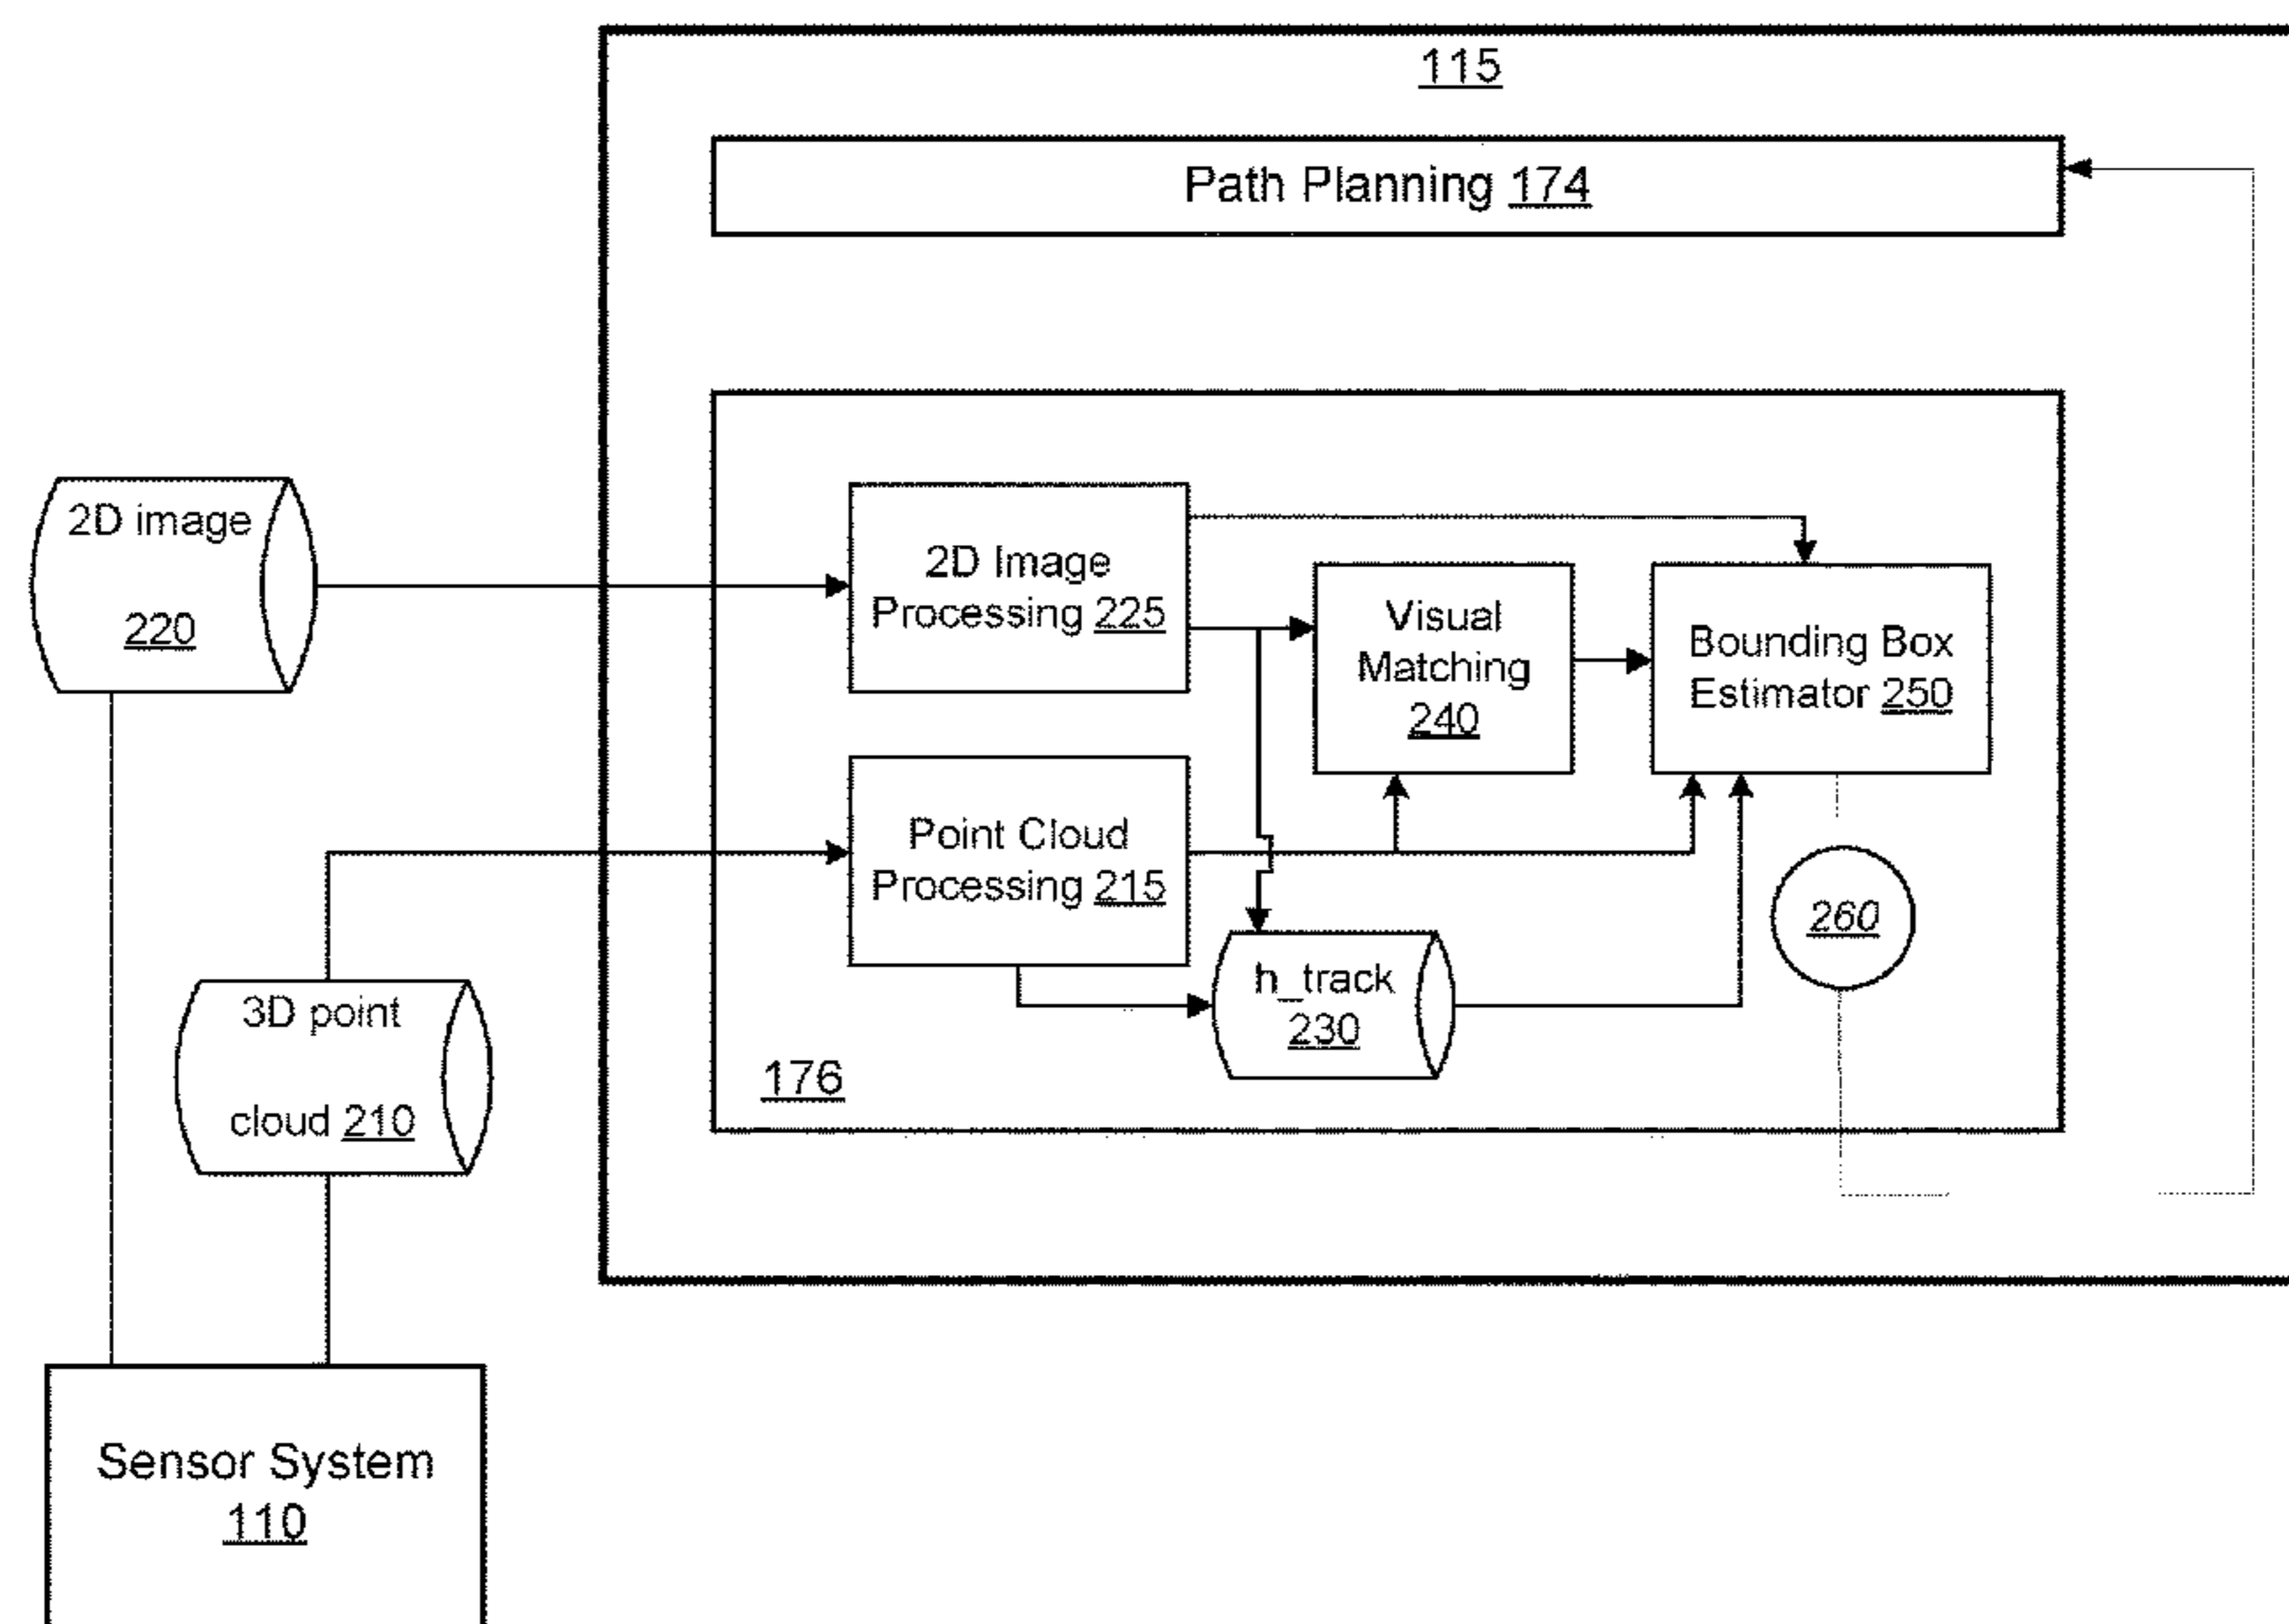 115
Path Planning 174
2D image
220
2D Image
Processing 225
Visual
Matching
240
Bounding Box
Estimator 250
Point Cloud
Processing 215
260
h_track
230
3D point
cloud 210
176
Sensor System
110